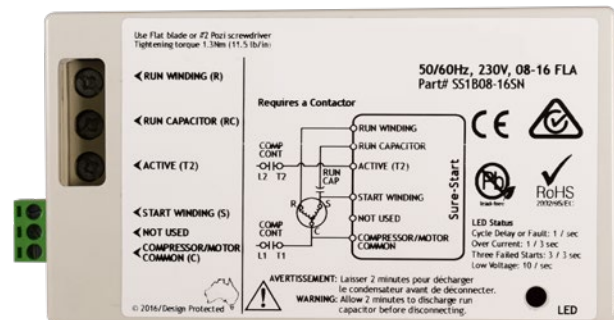 Use Flat blade or #2 Pozi screwdriver
Tightening torque 1.3Nm (11.5 lb/in)
RUN WINDING (R)
RUN CAPACITOR (RC)
ACTIVE (T2)
START WINDING (S)
NOT USED
COMPRESSOR/MOTOR
COMMON (C)
© 2016/Design Protected
Requires a Contactor
COMP
CONT
L2 T2
RUN
CAP
R S
C
COMP
CONT
L1 T1
RUN WINDING
RUN CAPACITOR
ACTIVE (T2)
START WINDING
NOT USED
COMPRESSOR/MOTOR
COMMON
Sure-Start
AVERTISSEMENT: Laisser 2 minutes pour décharger
le condensateur avant de déconnecter.
WARNING: Allow 2 minutes to discharge run
capacitor before disconnecting.
50/60Hz, 230V, 08-16 FLA
Part# SS1B08-16SN
CE
Pb
lead-free
RoHS
2002/95/EC
LED Status
Cycle Delay or Fault: 1 / sec
Over Current: 1 / 3 sec
Three Failed Starts: 3 / 3 sec
Low Voltage: 10 / sec
LED